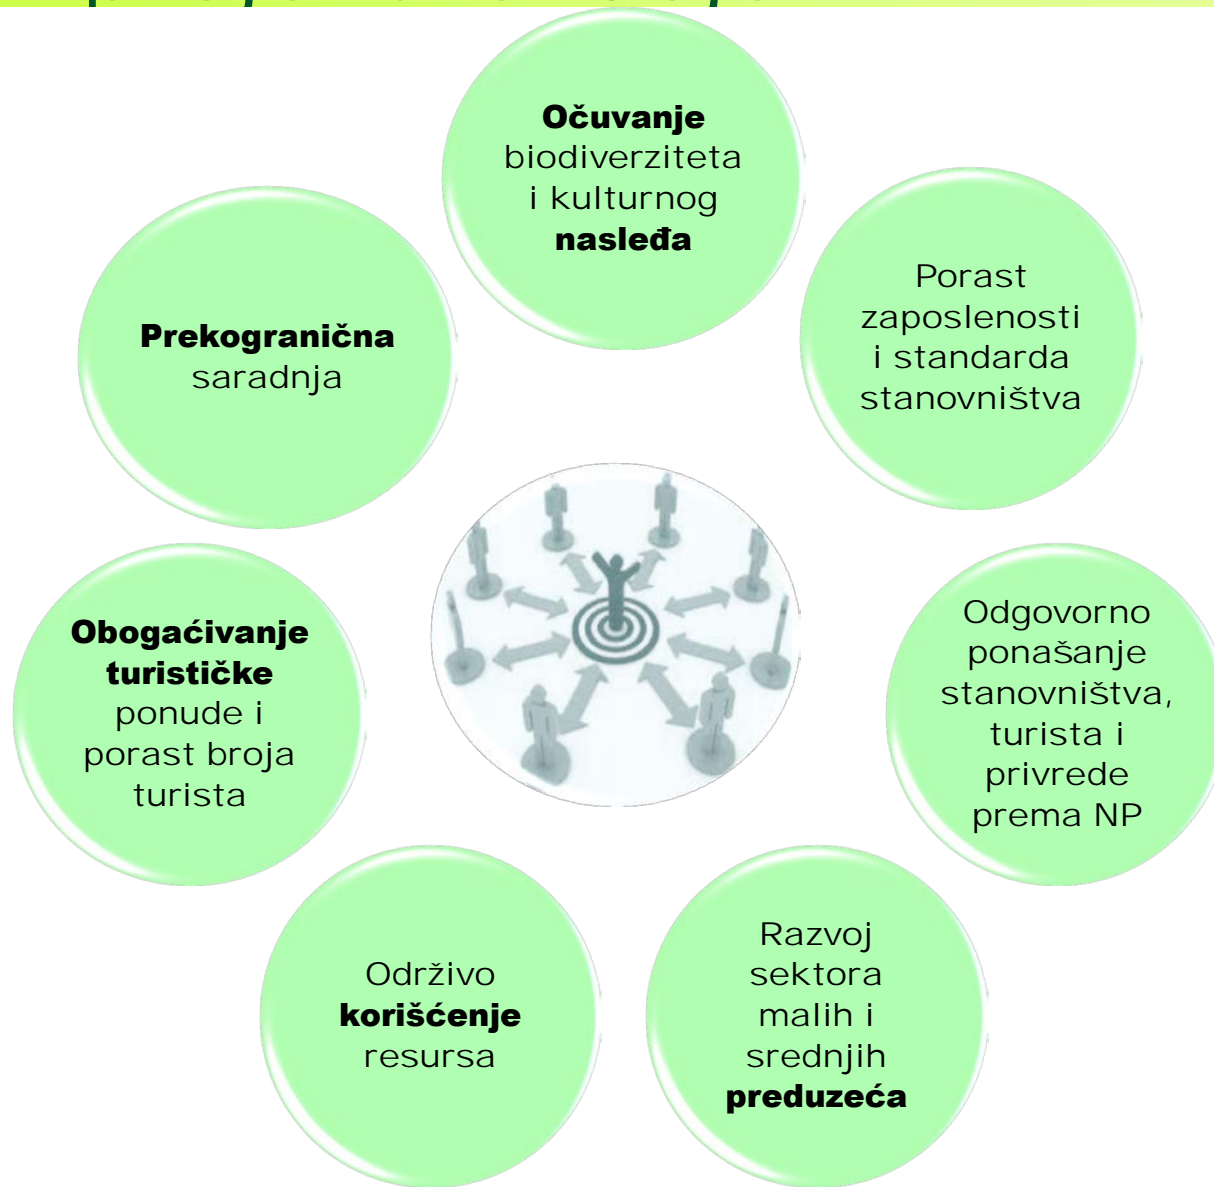 Očuvanje
biodiverziteta
i kulturnog
nasleđa
Porast
zaposlenosti
i standarda
stanovništva
Odgovorno
ponašanje
stanovništva,
turista i
privrede
prema NP
Razvoj
sektora
malih i
srednjih
preduzeća
Održivo
korišćenje
resursa
Obogaćivanje
turističke
ponude i
porast broja
turista
Prekogranična
saradnja